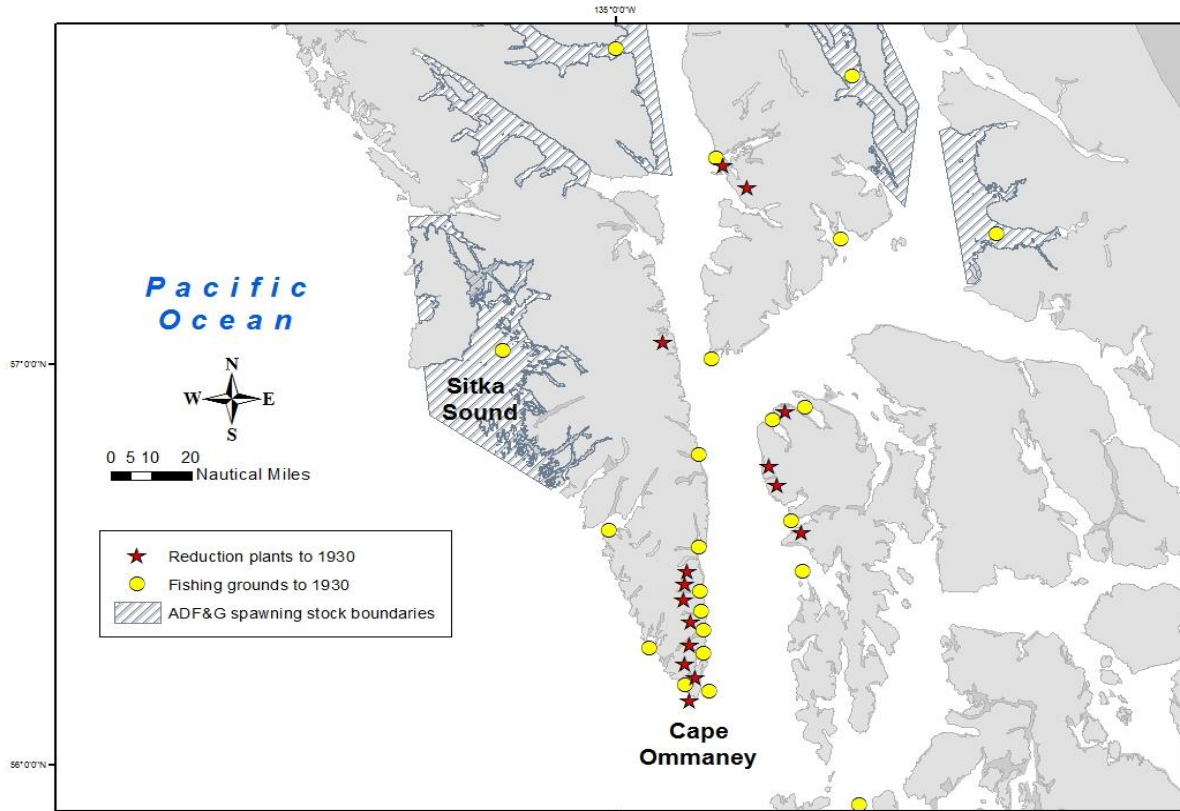 135°0'0"W
Pacific
Ocean
N
W E
S
57°0'0"N
Sitka
Sound
0 5 10 20
Nautical Miles
Reduction plants to 1930
Fishing grounds to 1930
ADF&G spawning stock boundaries
Cape
Ommaney
56°0'0"N